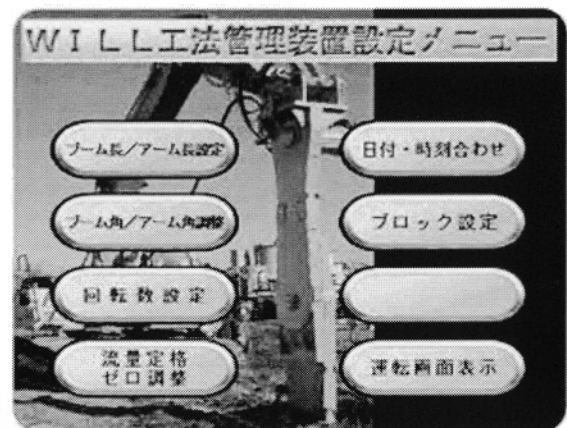 WILL工法管理装置設定メニュー
ブーム長/アーム長設定
日付・時刻合わせ
ブーム角/アーム角調整
ブロック設定
回転数設定
流量定格
ゼロ調整
運転画面表示